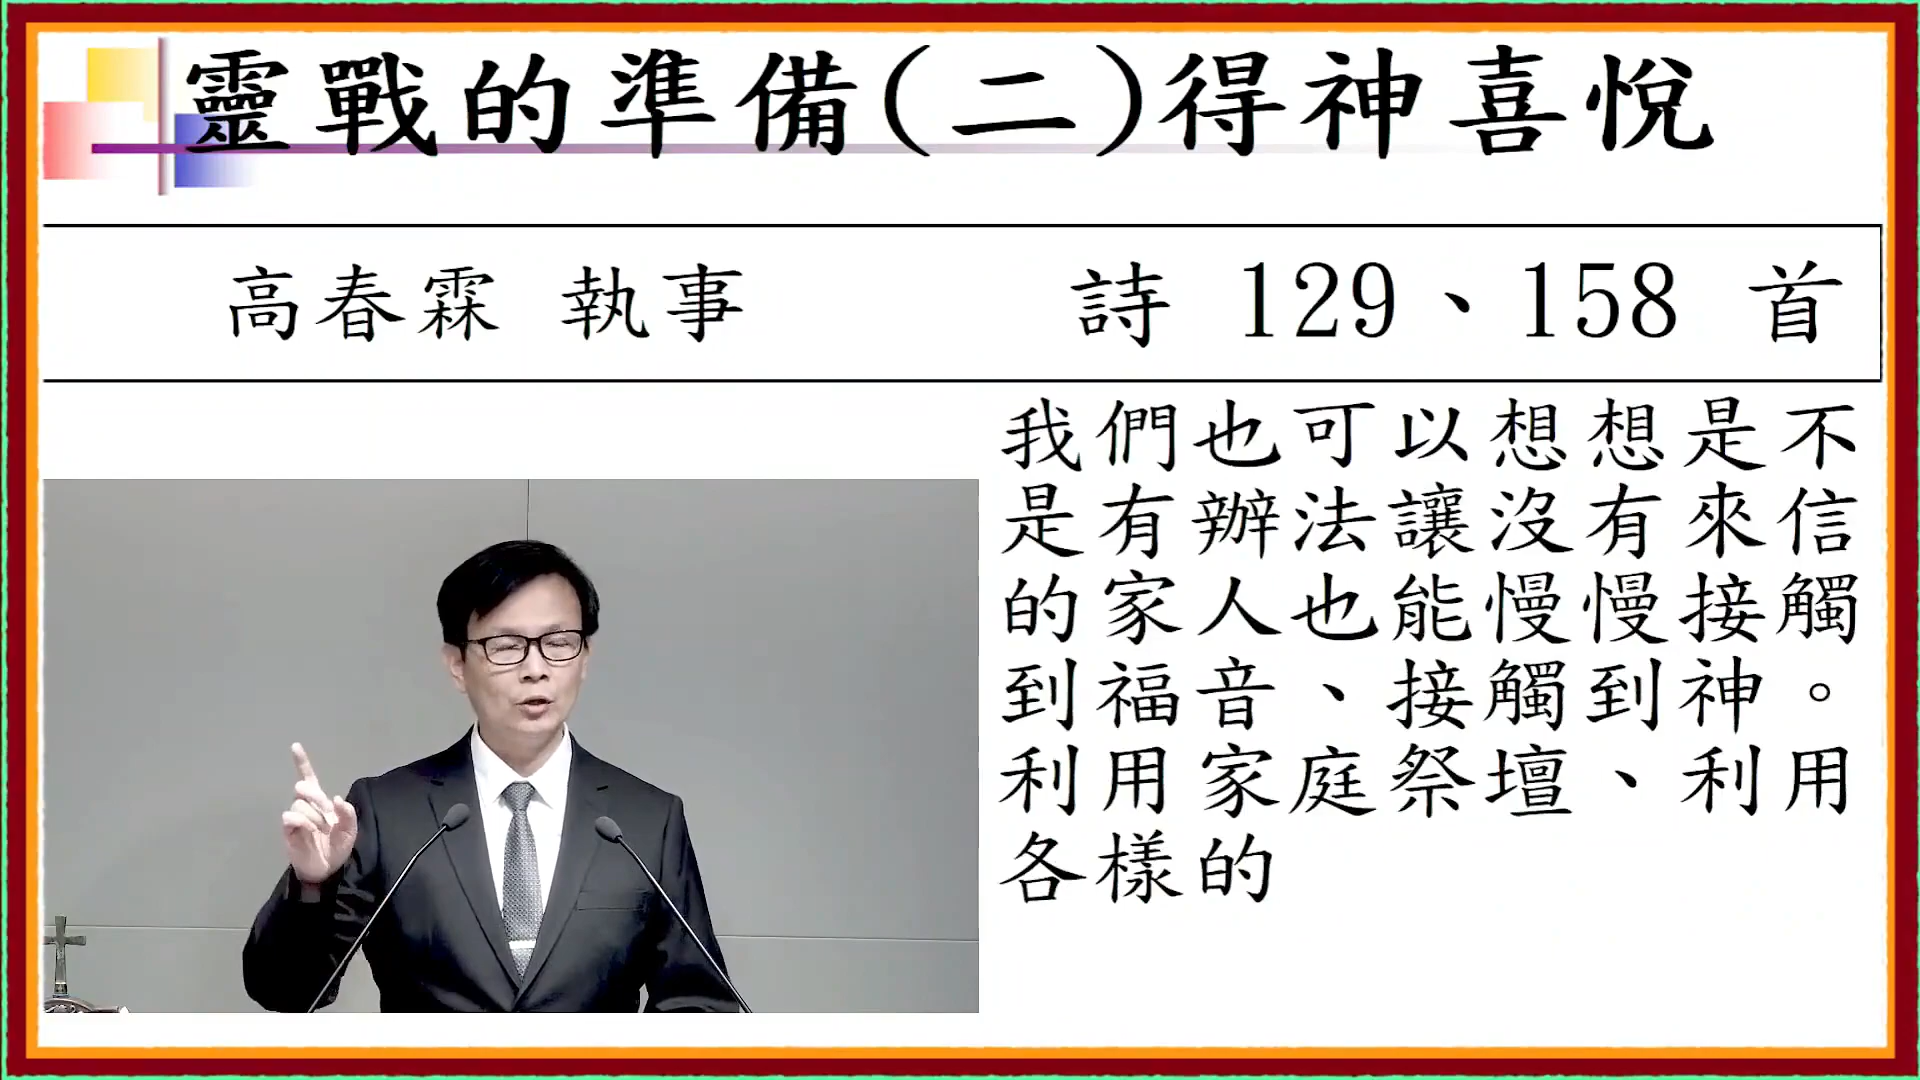 靈戰的準備(二)得神喜悅
高春霖 執事 詩 129、158 首
我們也可以想想是不
是有辦法讓沒有來信
的家人也能慢慢接觸
到福音、接觸到神。
利用家庭祭壇、利用
各樣的